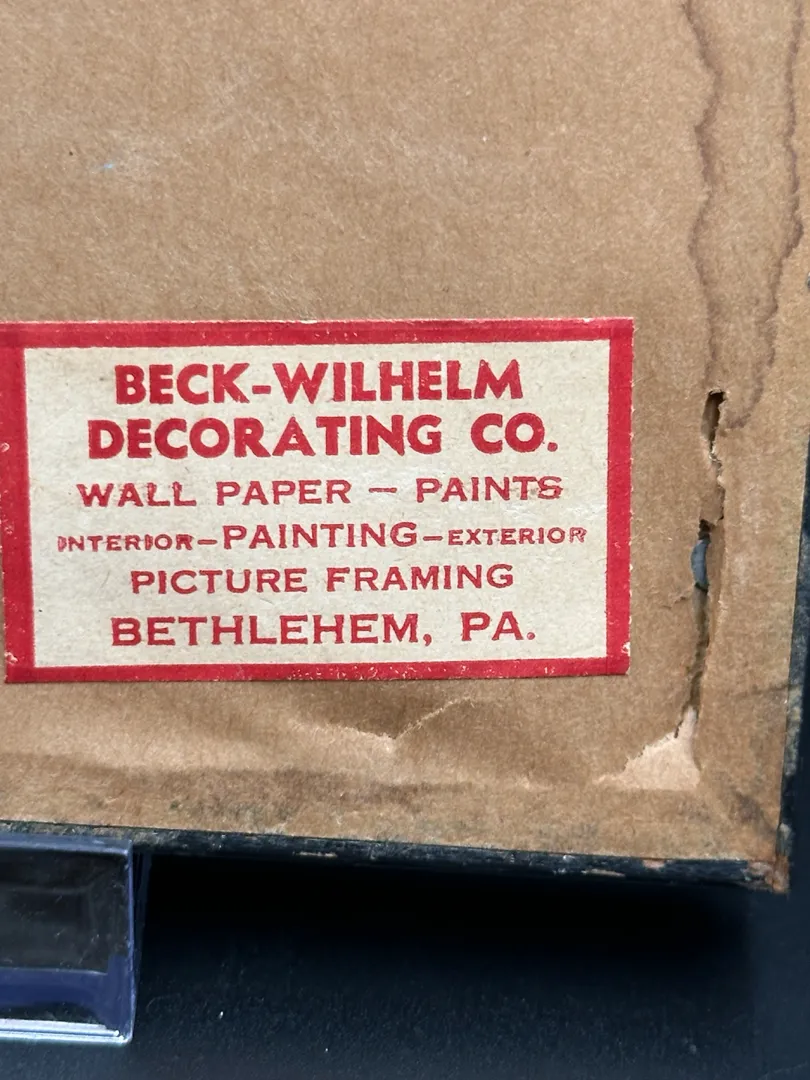 BECK-WILHELM
DECORATING CO.
WALL PAPER — PAINTS
INTERIOR—PAINTING—EXTERIOR
PICTURE FRAMING
BETHLEHEM, PA.